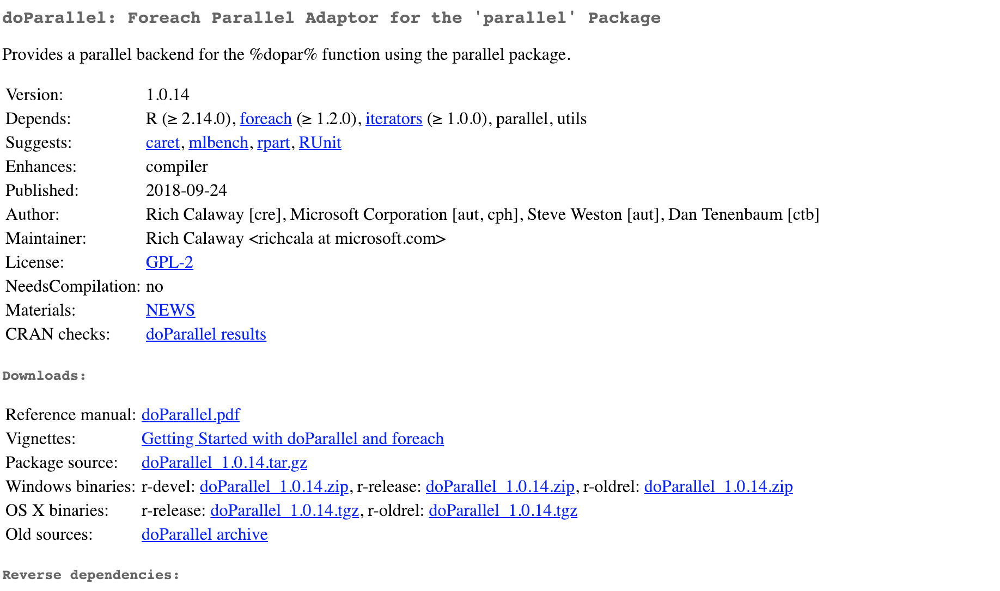 doParallel: Foreach Parallel Adaptor for the 'parallel' Package
Provides a parallel backend for the %dopar% function using the parallel package.
Version: 1.0.14
Depends: R (≥ 2.14.0), foreach (≥ 1.2.0), iterators (≥ 1.0.0), parallel, utils
Suggests: caret, mlbench, rpart, RUnit
Enhances: compiler
Published: 2018-09-24
Author: Rich Calaway [cre], Microsoft Corporation [aut, cph], Steve Weston [aut], Dan Tenenbaum [ctb]
Maintainer: Rich Calaway <richcala at microsoft.com>
License: GPL-2
NeedsCompilation: no
Materials: NEWS
CRAN checks: doParallel results
Downloads:
Reference manual: doParallel.pdf
Vignettes: Getting Started with doParallel and foreach
Package source: doParallel_1.0.14.tar.gz
Windows binaries: r-devel: doParallel_1.0.14.zip, r-release: doParallel_1.0.14.zip, r-oldrel: doParallel_1.0.14.zip
OS X binaries: r-release: doParallel_1.0.14.tgz, r-oldrel: doParallel_1.0.14.tgz
Old sources: doParallel archive
Reverse dependencies: